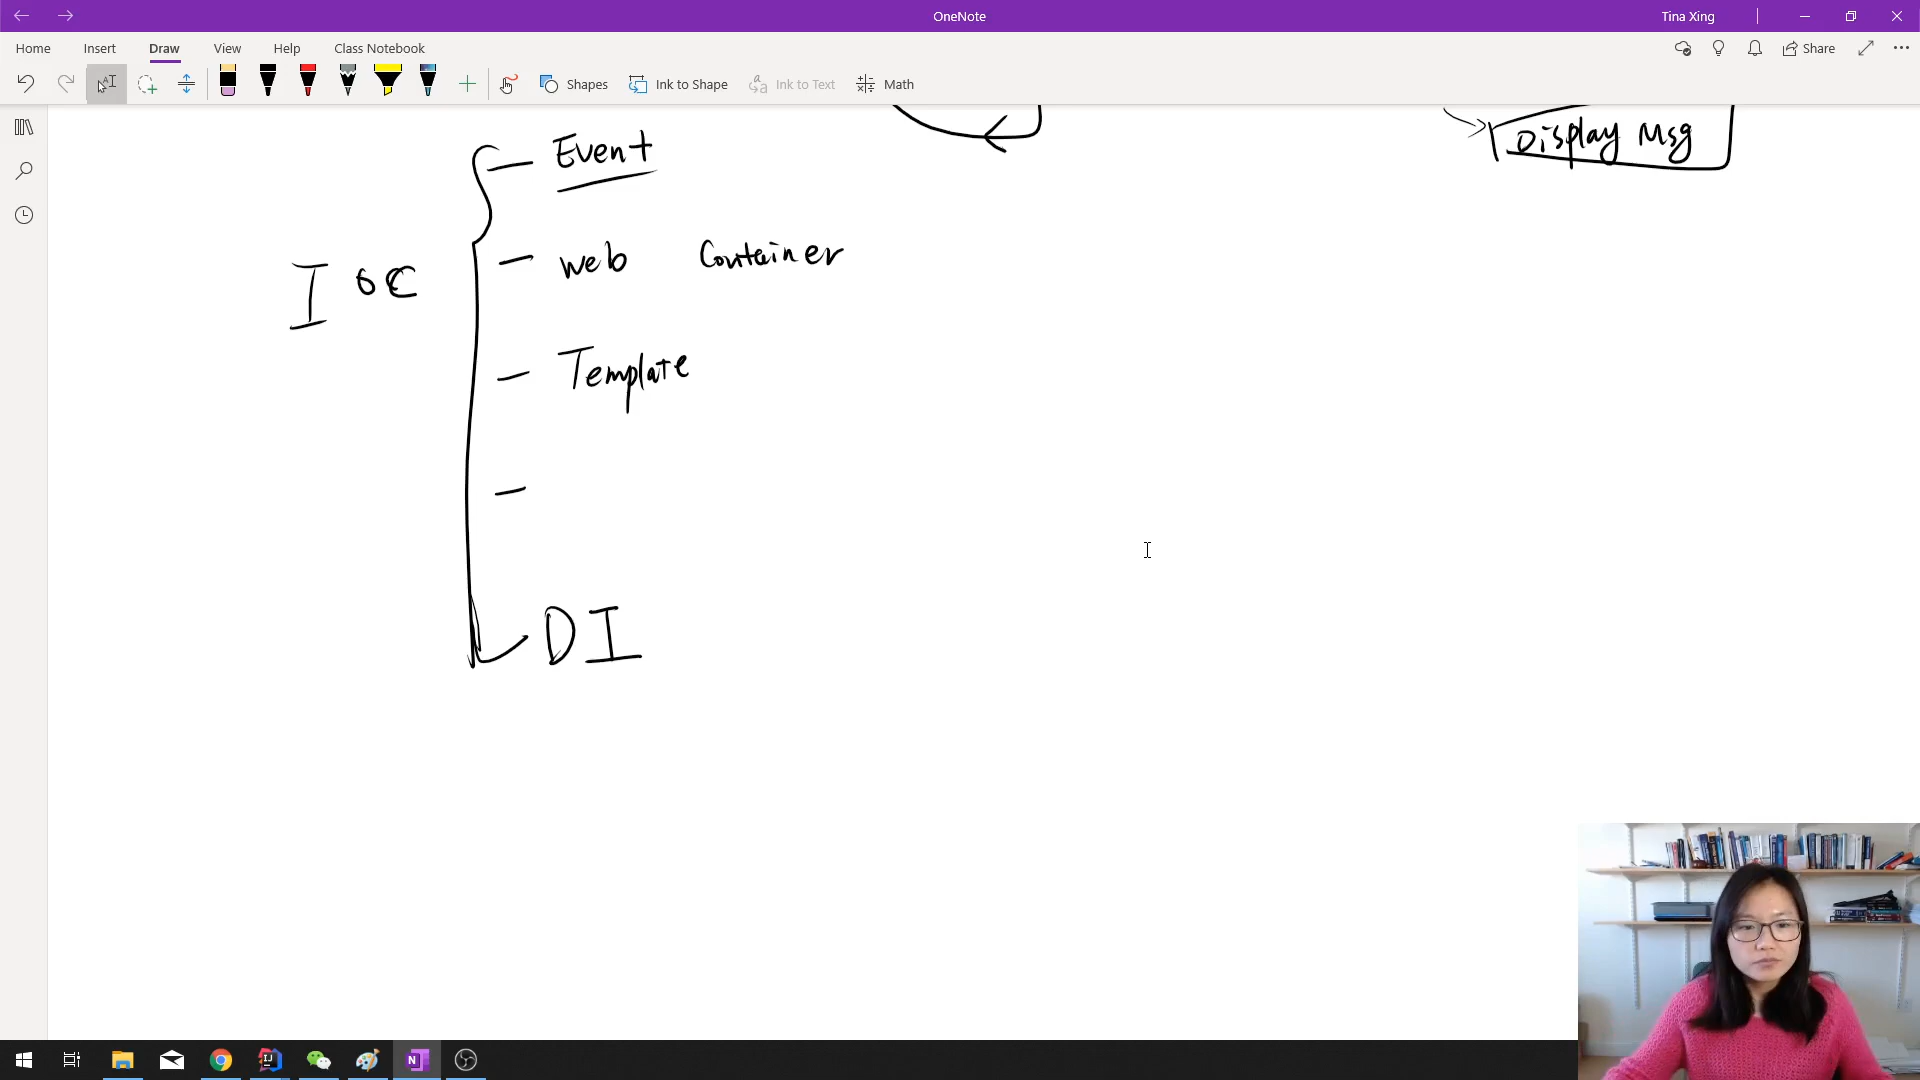 OneNote
Tina Xing
Home Insert Draw View Help Class Notebook
Share
Shapes Ink to Shape Ink to Text Math
Display Msg
Event
Web Container
IOC
Template
DI